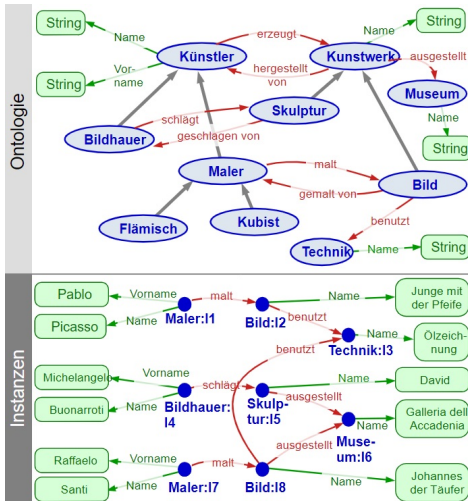 Ontologie
String
Name
Künstler
erzeugt
Kunstwerk
Name
String
String
Vor-
name
hergestellt
von
ausgestellt
Museum
Name
String
Bildhauer
schlägt
geschlagen von
Skulptur
Maler
malt
gemalt von
Bild
Flämisch
Kubist
benutzt
Technik
Name
String
Instanzen
Pablo
Vorname
malt
Name
Junge mit
der Pfeife
Picasso
Name
Maler:I1
Bild:I2
benutzt
Technik:I3
Name
Ölzeich-
nung
benutzt
Michelangelo
Vorname
schlägt
Name
David
Buonarroti
Name
Bildhauer:
I4
Skulp-
tur:I5
ausgestellt
Muse-
um:I6
Name
Galleria dell
Accadenia
Raffaelo
Vorname
malt
ausgestellt
Santi
Name
Maler:I7
Bild:I8
Name
Johannes
der Täufer